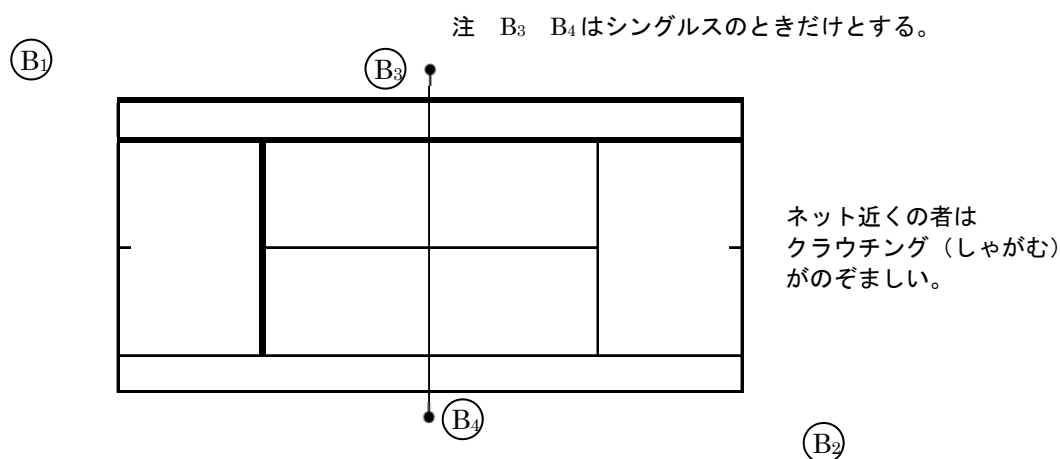 注　B₃　B₄はシングルスのときだけとする。
B₁
B₃
ネット近くの者は
クラウチング（しゃがむ）
がのぞましい。
B₄
B₂